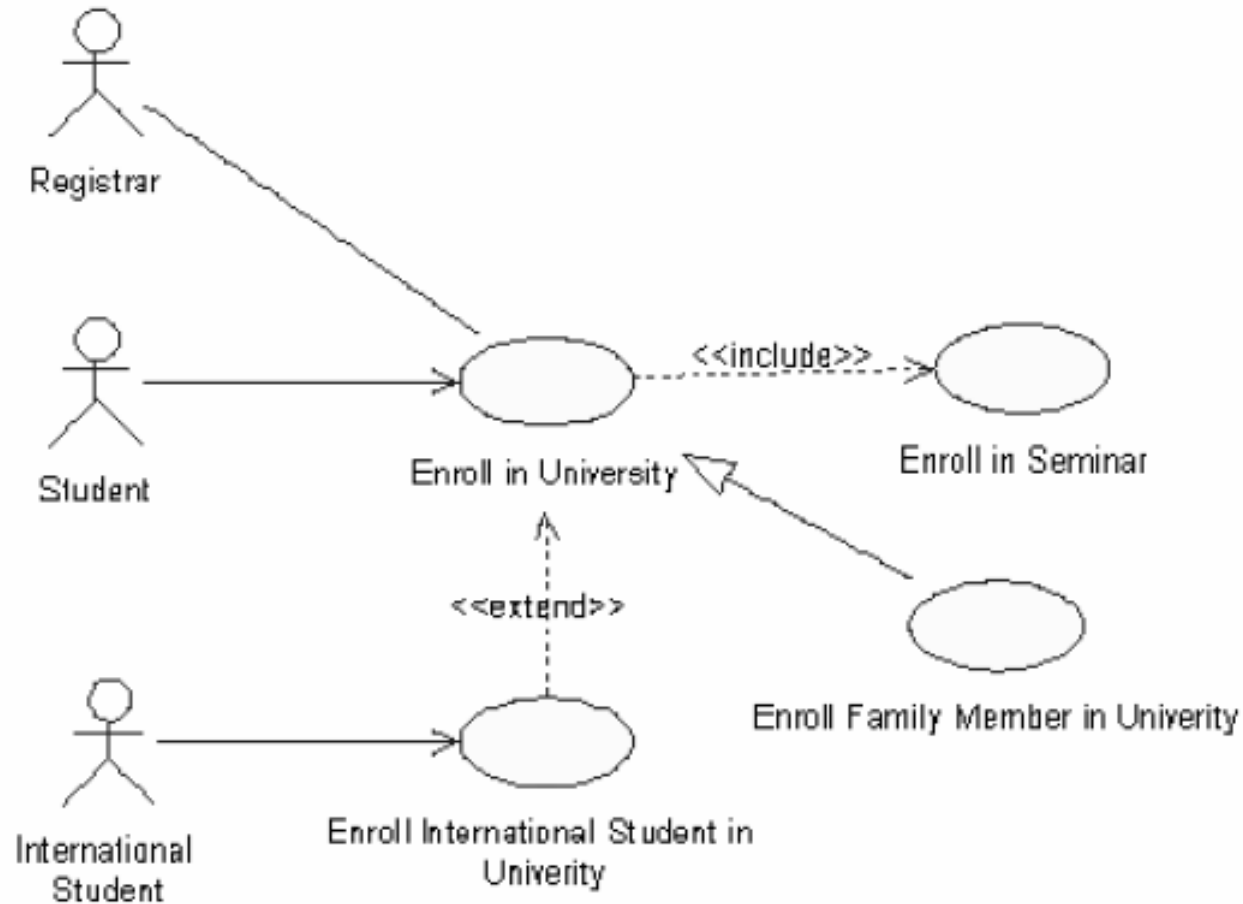 Registrar
<<include>>
Student
Enroll in University
Enroll in Seminar
<<extend>>
Enroll Family Member in Univerity
International
Student
Enroll International Student in
Univerity